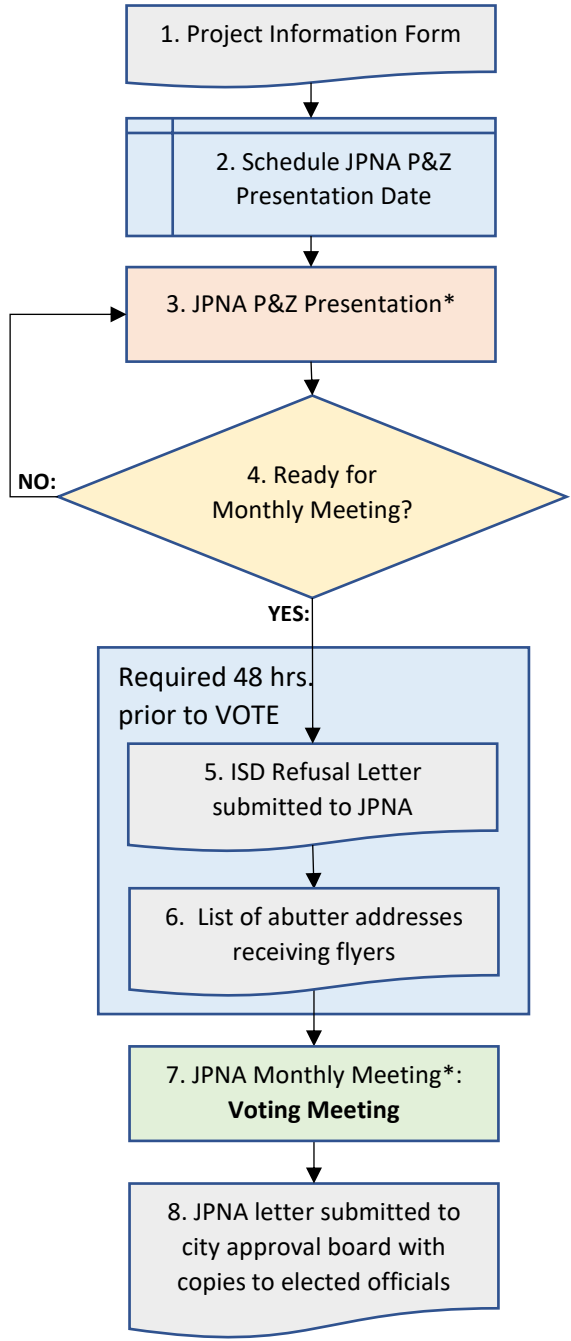 1. Project Information Form
2. Schedule JPNA P&Z
Presentation Date
3. JPNA P&Z Presentation*
4. Ready for
Monthly Meeting?
NO:
YES:
Required 48 hrs.
prior to VOTE
5. ISD Refusal Letter
submitted to JPNA
6. List of abutter addresses
receiving flyers
7. JPNA Monthly Meeting*:
Voting Meeting
8. JPNA letter submitted to
city approval board with
copies to elected officials